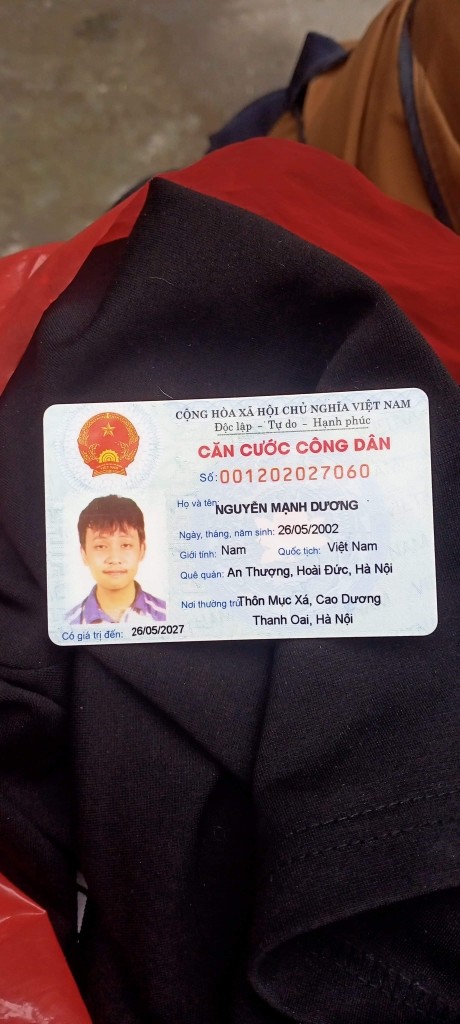 CỘNG HÒA XÃ HỘI CHỦ NGHĨA VIỆT NAM
Độc lập - Tự do - Hạnh phúc
CĂN CƯỚC CÔNG DÂN
Số: 001202027060
Họ và tên: NGUYỄN MẠNH DƯƠNG
Ngày, tháng, năm sinh: 26/05/2002
Giới tính: Nam Quốc tịch: Việt Nam
Quê quán: An Thượng, Hoài Đức, Hà Nội
Nơi thường trú: Thôn Mục Xá, Cao Dương
Thanh Oai, Hà Nội
Có giá trị đến: 26/05/2027